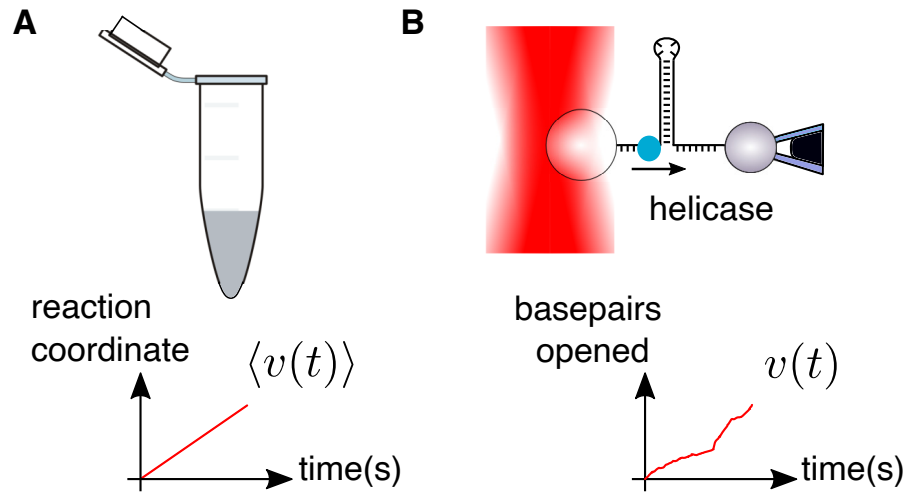 A
reaction
coordinate
⟨v(t)⟩
time(s)
B
helicase
basepairs
opened
v(t)
time(s)